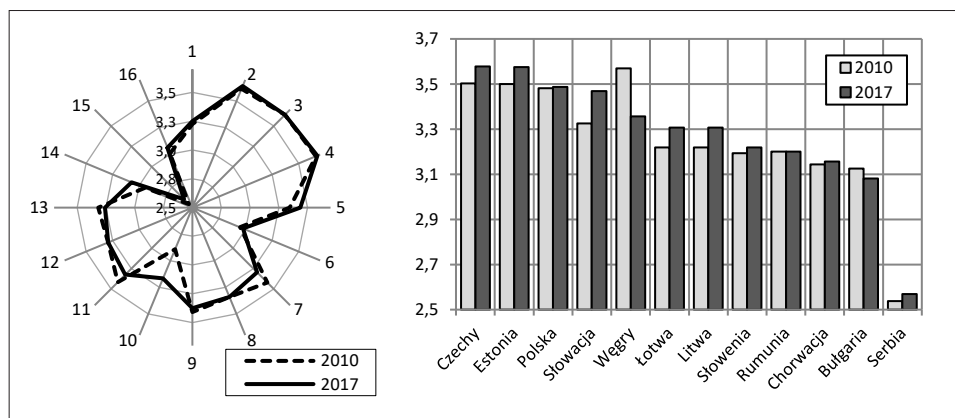 1
2
3
4
5
6
7
8
9
10
11
12
13
14
15
16
3,5
3,3
3,0
2,8
2,5
2010
2017
3,7
3,5
3,3
3,1
2,9
2,7
2,5
2010
2017
Czechy
Estonia
Polska
Słowacja
Węgry
Łotwa
Litwa
Słowenia
Rumunia
Chorwacja
Bułgaria
Serbia